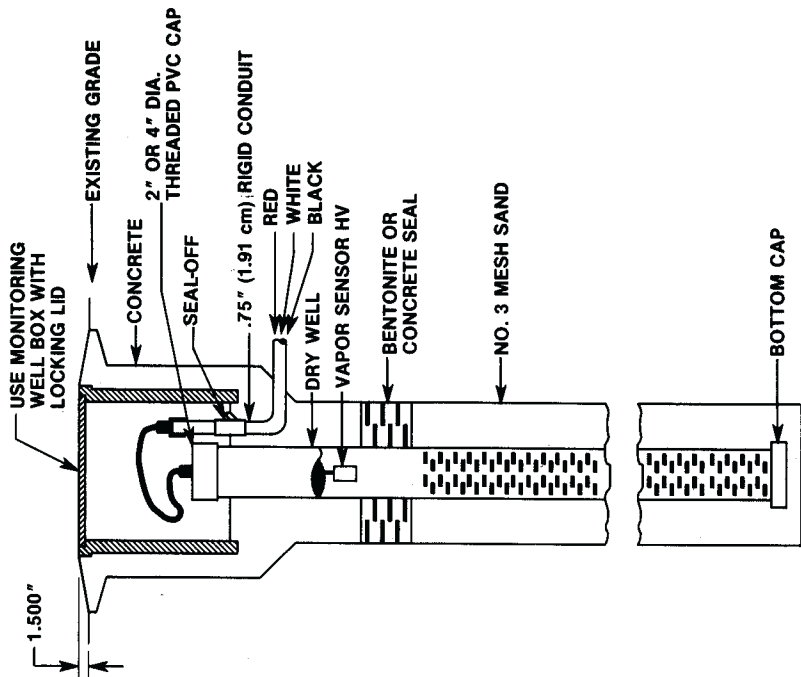 1.500"
USE MONITORING
WELL BOX WITH
LOCKING LID
EXISTING GRADE
CONCRETE
2" OR 4" DIA.
THREADED PVC CAP
SEAL-OFF
.75" (1.91 cm) RIGID CONDUIT
RED
WHITE
BLACK
DRY WELL
VAPOR SENSOR HV
BENTONITE OR
CONCRETE SEAL
NO. 3 MESH SAND
BOTTOM CAP